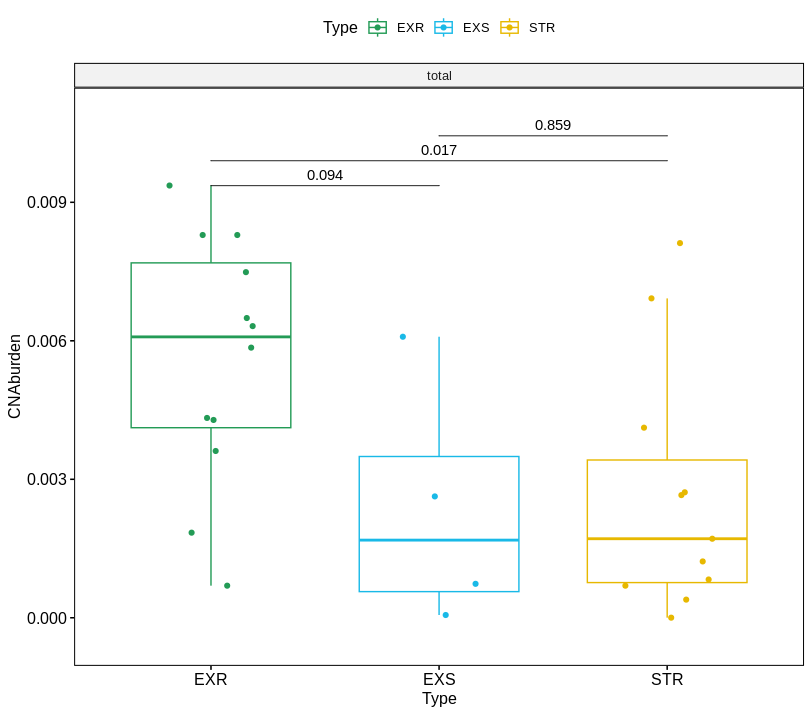 Type EXR EXS STR
total
0.859
0.017
0.094
0.009
0.006
0.003
0.000
CNAburden
EXR EXS STR
Type